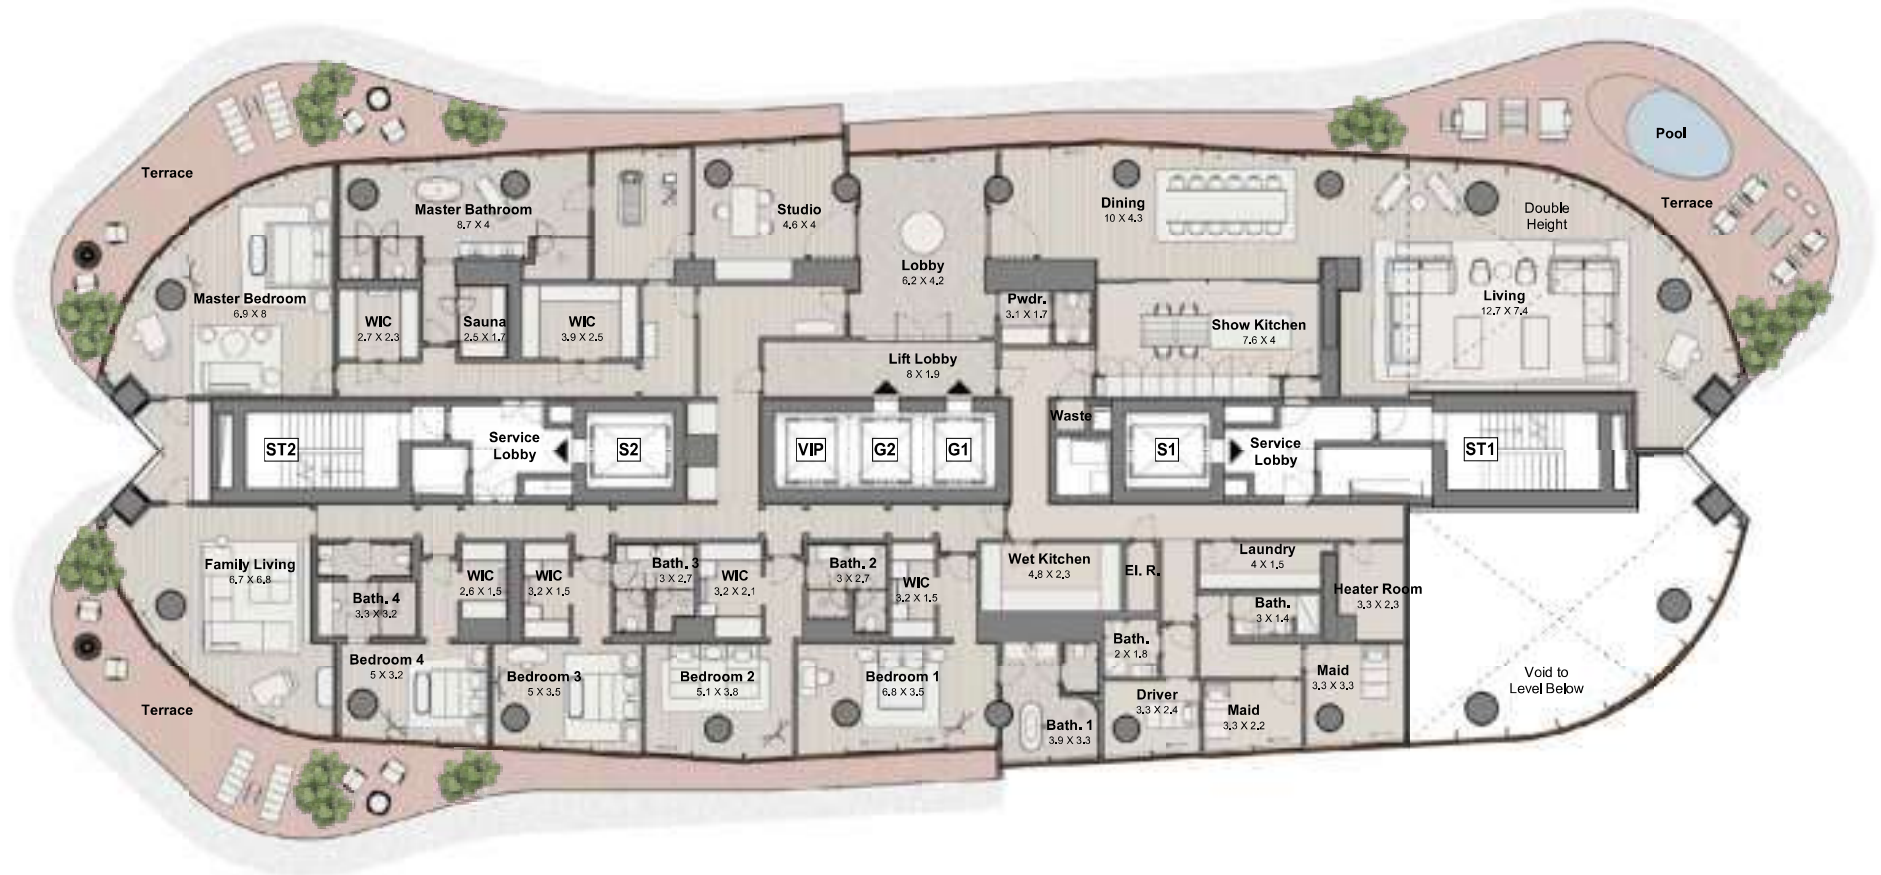 Terrace
Master Bathroom
8.7 X 4
Studio
4.6 X 4
Dining
10 X 4.3
Double
Height
Pool
Terrace
Master Bedroom
6.9 X 8
WIC
2.7 X 2.3
Sauna
2.5 X 1.7
WIC
3.9 X 2.5
Lobby
6.2 X 4.2
Pwdr.
3.1 X 1.7
Show Kitchen
7.6 X 4
Living
12.7 X 7.4
Lift Lobby
8 X 1.9
ST2
Service
Lobby
S2
VIP
G2
G1
Waste
S1
Service
Lobby
ST1
Family Living
6.7 X 6.8
Bath. 4
3.3 X 3.2
WIC
2.6 X 1.5
WIC
3.2 X 1.5
Bath. 3
3 X 2.7
WIC
3.2 X 2.1
Bath. 2
3 X 2.7
WIC
3.2 X 1.5
Wet Kitchen
4.8 X 2.3
El. R.
Laundry
4 X 1.5
Heater Room
3.3 X 2.3
Bath.
3 X 1.4
Bath.
2 X 1.8
Terrace
Bedroom 4
5 X 3.2
Bedroom 3
5 X 3.5
Bedroom 2
5.1 X 3.8
Bedroom 1
6.8 X 3.5
Bath. 1
3.9 X 3.3
Driver
3.3 X 2.4
Maid
3.3 X 2.2
Maid
3.3 X 3.3
Void to
Level Below